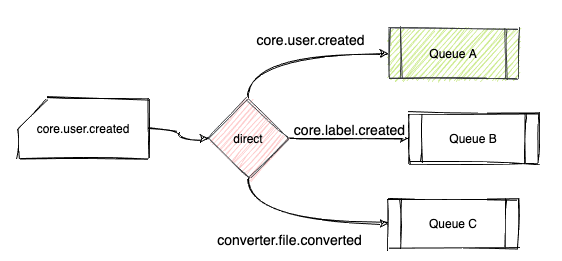 core.user.created
Queue A
core.user.created
direct
core.label.created
Queue B
Queue C
converter.file.converted